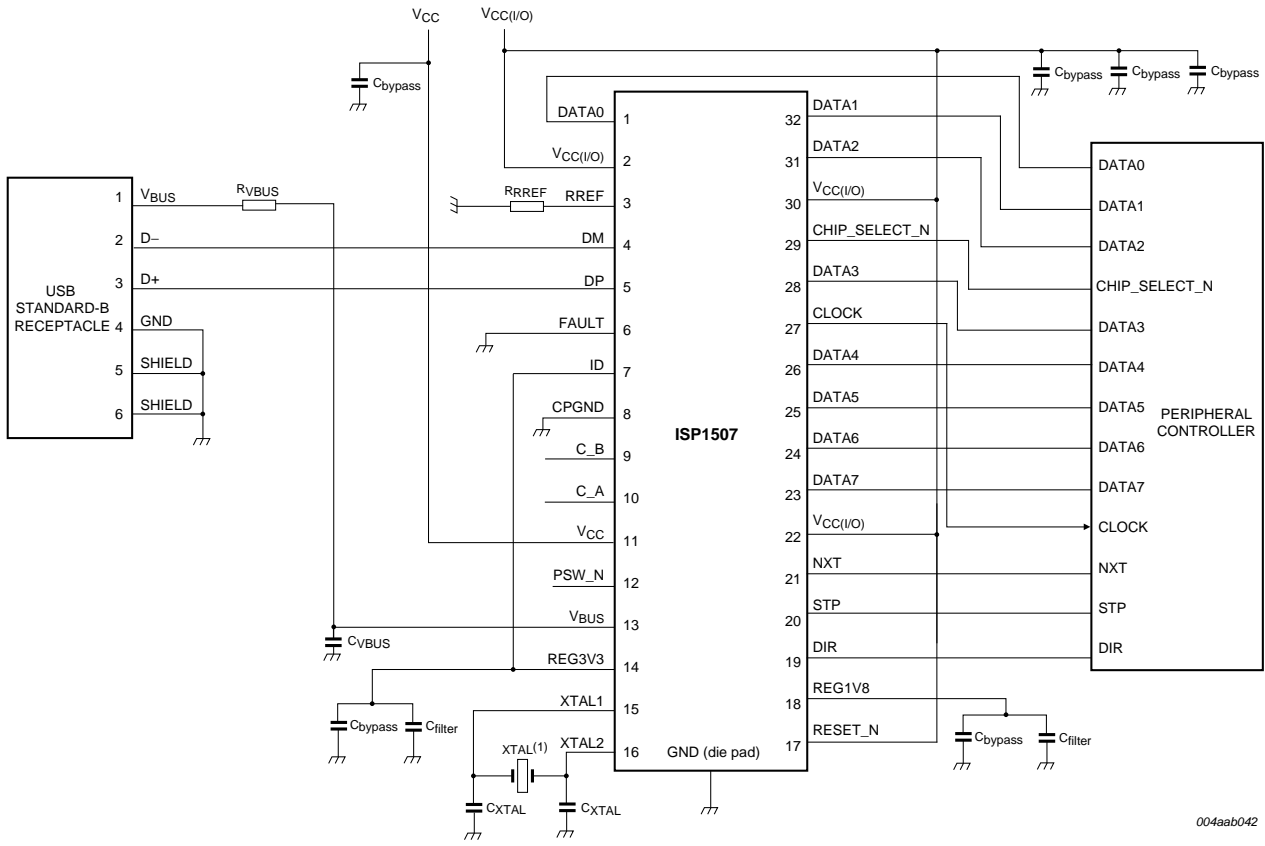 VCC
VCC(I/O)
Cbypass
Cbypass
Cbypass
Cbypass
USB
STANDARD-B
RECEPTACLE
1 VBUS
2 D−
3 D+
4 GND
5 SHIELD
6 SHIELD
RVBUS
CVBUS
RRREF
DATA0 1
VCC(I/O) 2
RREF 3
DM 4
DP 5
FAULT 6
ID 7
CPGND 8
C_B 9
C_A 10
VCC 11
PSW_N 12
VBUS 13
REG3V3 14
XTAL1 15
XTAL2 16
Cbypass
Cfilter
XTAL(1)
CXTAL
CXTAL
ISP1507
GND (die pad)
32 DATA1
31 DATA2
30 VCC(I/O)
29 CHIP_SELECT_N
28 DATA3
27 CLOCK
26 DATA4
25 DATA5
24 DATA6
23 DATA7
22 VCC(I/O)
21 NXT
20 STP
19 DIR
18 REG1V8
17 RESET_N
Cbypass
Cfilter
DATA0
DATA1
DATA2
CHIP_SELECT_N
DATA3
DATA4
DATA5
DATA6
DATA7
CLOCK
NXT
STP
DIR
PERIPHERAL
CONTROLLER
004aab042